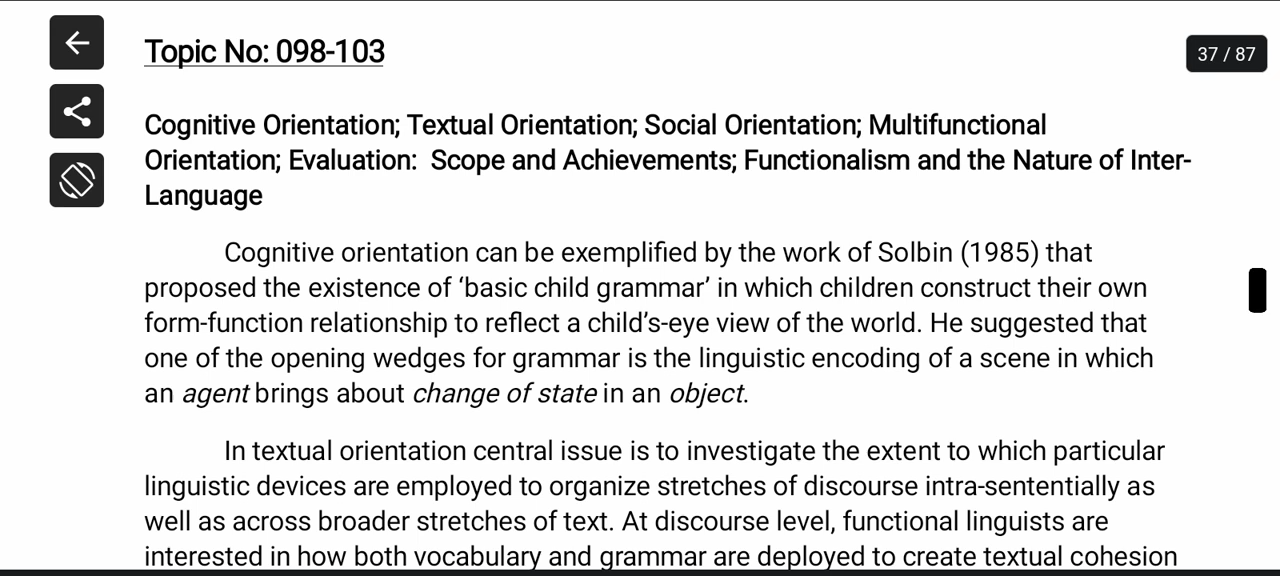 Topic No: 098-103
37 / 87
Cognitive Orientation; Textual Orientation; Social Orientation; Multifunctional
Orientation; Evaluation:  Scope and Achievements; Functionalism and the Nature of Inter-
Language
Cognitive orientation can be exemplified by the work of Solbin (1985) that
proposed the existence of ‘basic child grammar’ in which children construct their own
form-function relationship to reflect a child’s-eye view of the world. He suggested that
one of the opening wedges for grammar is the linguistic encoding of a scene in which
an agent brings about change of state in an object.
In textual orientation central issue is to investigate the extent to which particular
linguistic devices are employed to organize stretches of discourse intra-sententially as
well as across broader stretches of text. At discourse level, functional linguists are
interested in how both vocabulary and grammar are deployed to create textual cohesion